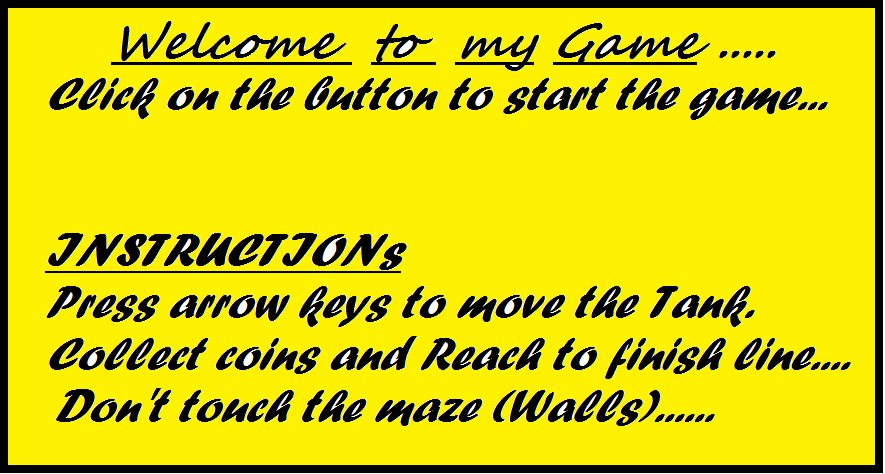 Welcome to my Game .....
Click on the button to start the game...
INSTRUCTIONs
Press arrow keys to move the Tank.
Collect coins and Reach to finish line....
Don't touch the maze (Walls)......